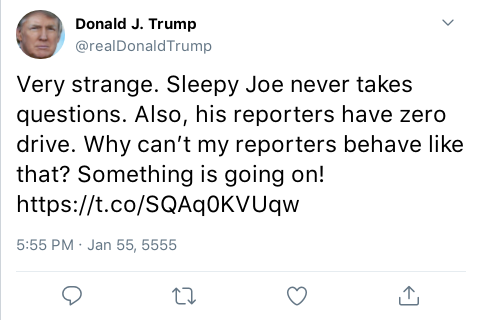 Donald J. Trump
@realDonaldTrump
Very strange. Sleepy Joe never takes
questions. Also, his reporters have zero
drive. Why can’t my reporters behave like
that? Something is going on!
https://t.co/SQAq0KVUqw
5:55 PM · Jan 55, 5555